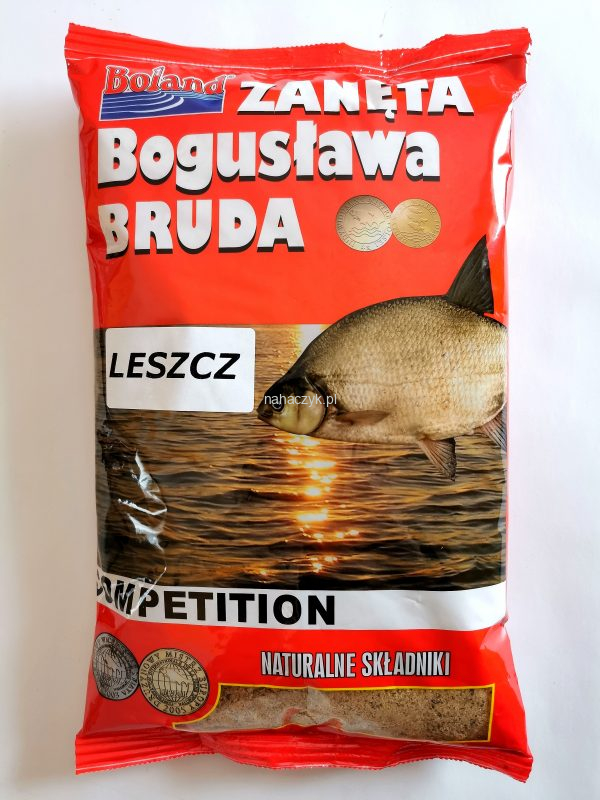 Boland
ZANĘTA
Bogusława
BRUDA
LESZCZ
nahaczyk.pl
COMPETITION
NATURALNE SKŁADNIKI